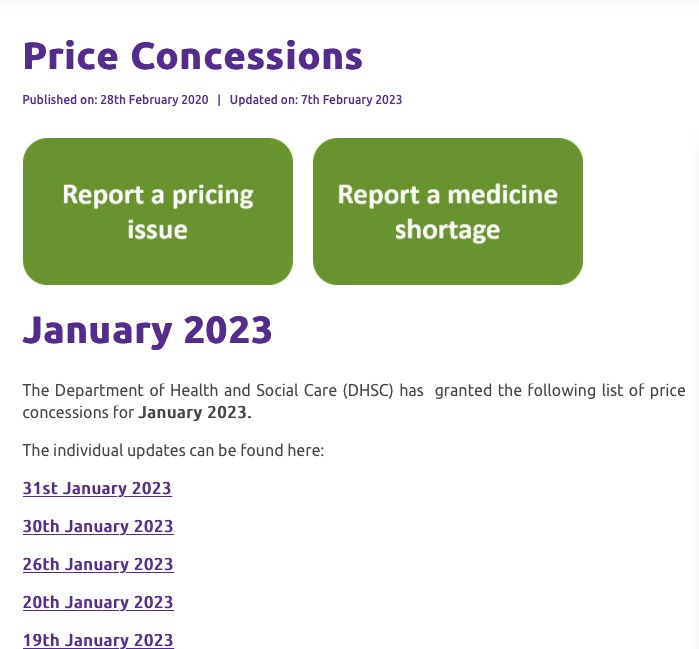 Price Concessions
Published on: 28th February 2020 | Updated on: 7th February 2023
Report a pricing
issue
Report a medicine
shortage
January 2023
The Department of Health and Social Care (DHSC) has granted the following list of price
concessions for January 2023.
The individual updates can be found here:
31st January 2023
30th January 2023
26th January 2023
20th January 2023
19th January 2023